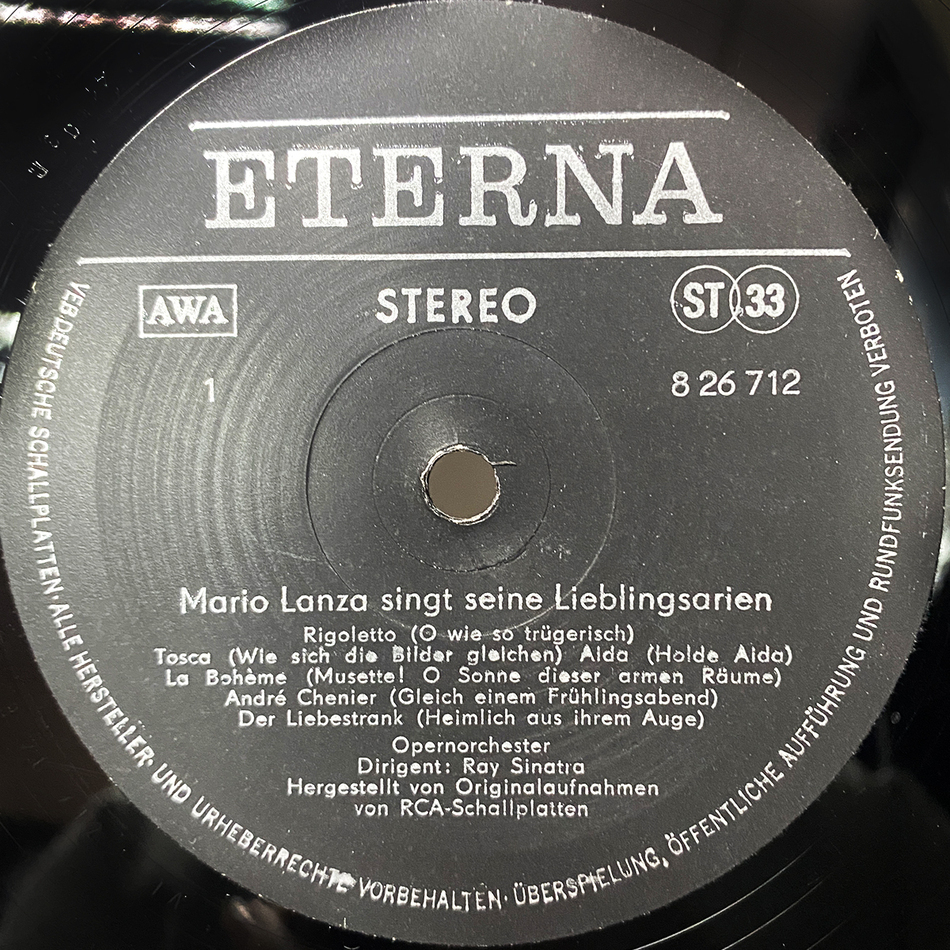 ETERNA
AWA STEREO ST 33
1 8 26 712
Mario Lanza singt seine Lieblingsarien
Rigoletto (O wie so trügerisch)
Tosca (Wie sich die Bilder gleichen) Aida (Holde Aida)
La Bohème (Musette! O Sonne dieser armen Räume)
André Chenier (Gleich einem Frühlingsabend)
Der Liebestrank (Heimlich aus ihrem Auge)
Opernorchester
Dirigent: Ray Sinatra
Hergestellt von Originalaufnahmen
von RCA-Schallplatten
VEB DEUTSCHE SCHALLPLATTEN · ALLE HERSTELLER- UND URHEBERRECHTE VORBEHALTEN · ÜBERSPIELUNG, ÖFFENTLICHE AUFFÜHRUNG UND RUNDFUNKSENDUNG VERBOTEN